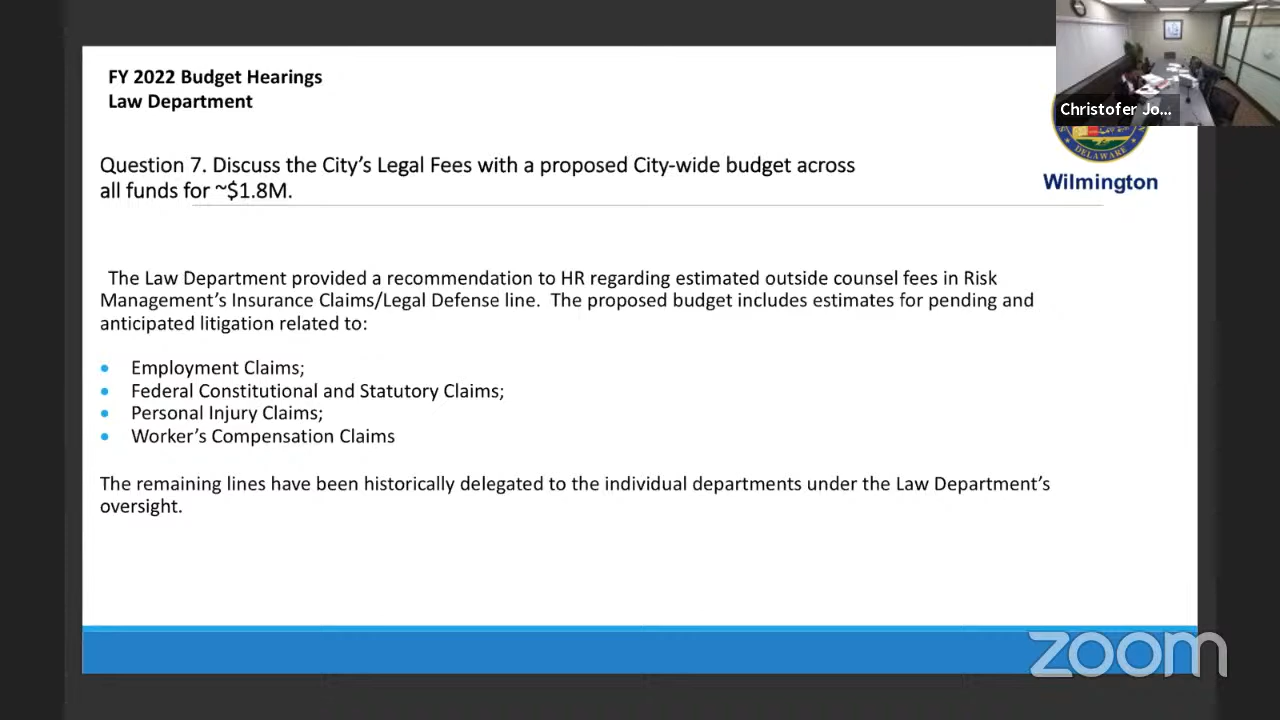 FY 2022 Budget Hearings
Law Department
Christofer Jo...
DELAWARE
Wilmington
Question 7. Discuss the City’s Legal Fees with a proposed City-wide budget across
all funds for ~$1.8M.
The Law Department provided a recommendation to HR regarding estimated outside counsel fees in Risk
Management’s Insurance Claims/Legal Defense line.  The proposed budget includes estimates for pending and
anticipated litigation related to:
• Employment Claims;
• Federal Constitutional and Statutory Claims;
• Personal Injury Claims;
• Worker’s Compensation Claims
The remaining lines have been historically delegated to the individual departments under the Law Department’s
oversight.
zoom